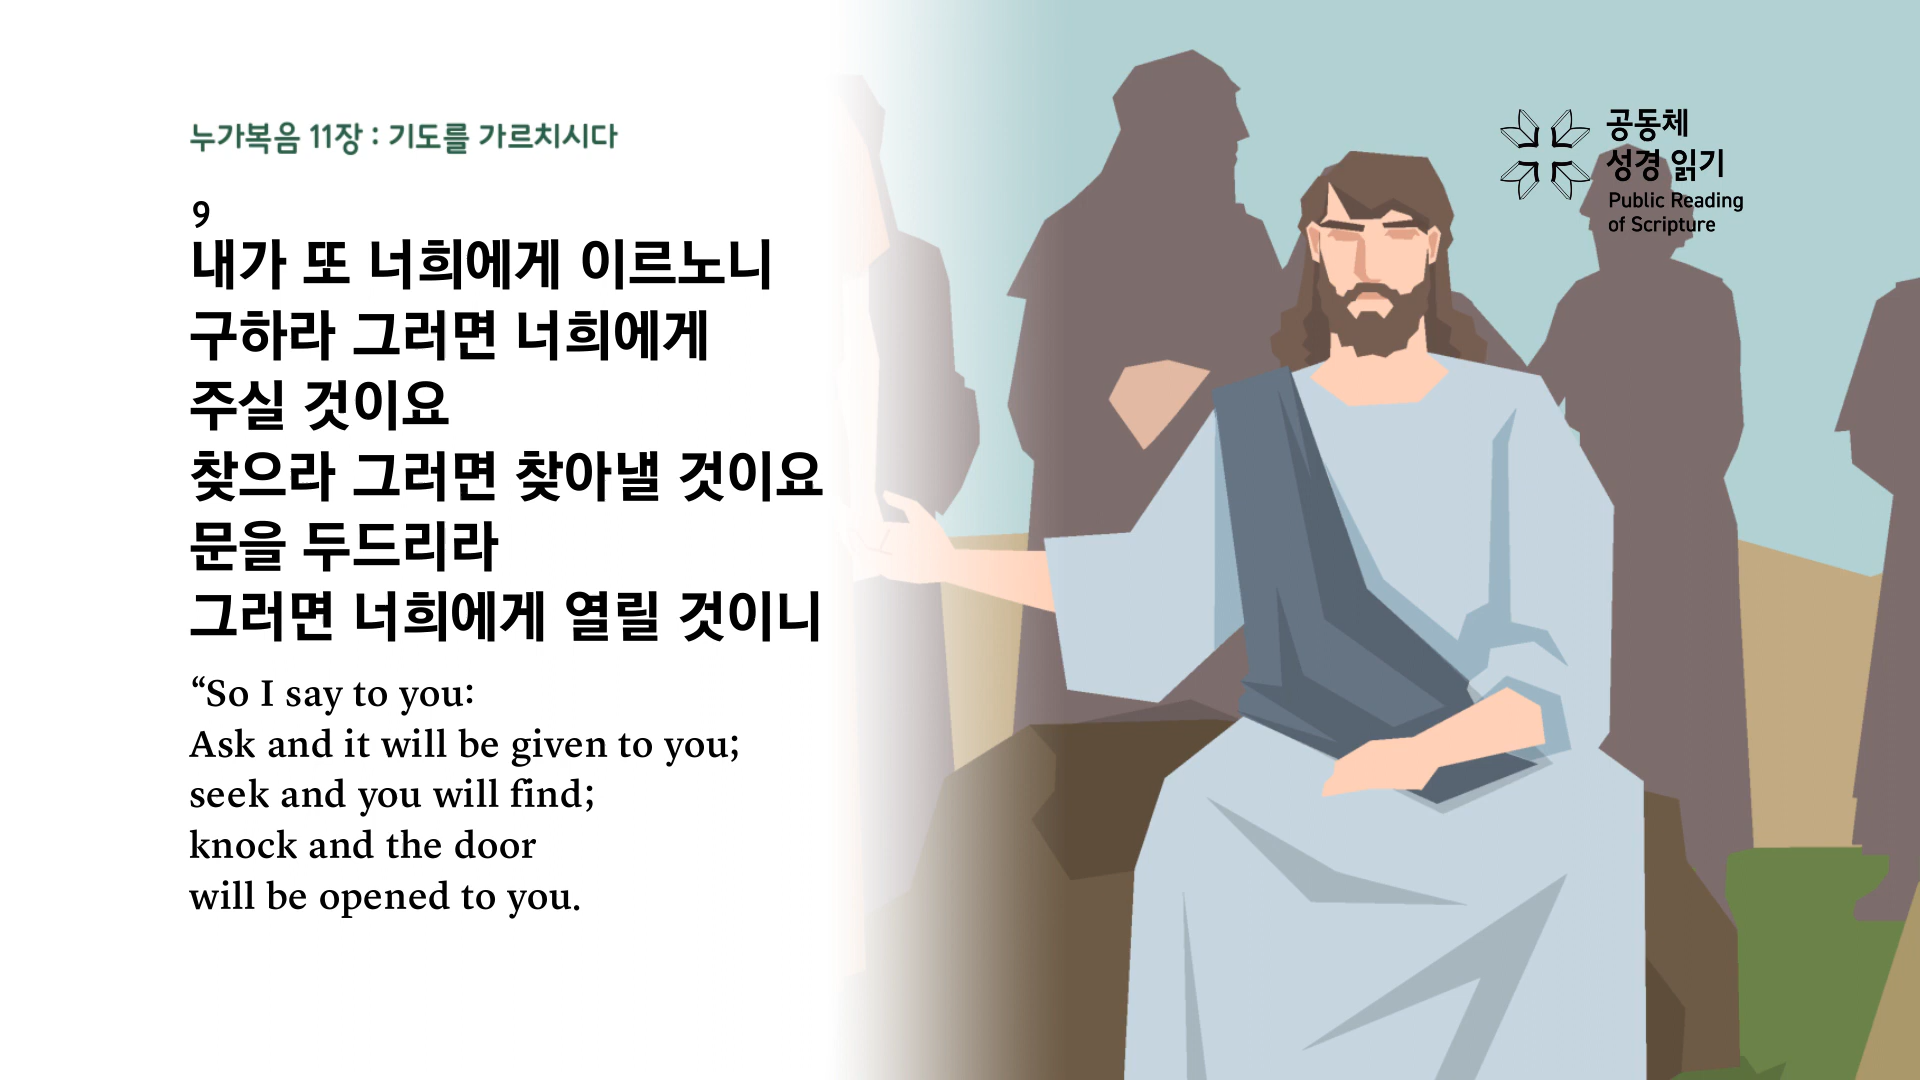 누가복음 11장 : 기도를 가르치시다
9
내가 또 너희에게 이르노니
구하라 그러면 너희에게
주실 것이요
찾으라 그러면 찾아낼 것이요
문을 두드리라
그러면 너희에게 열릴 것이니
“So I say to you:
Ask and it will be given to you;
seek and you will find;
knock and the door
will be opened to you.
공동체
성경 읽기
Public Reading
of Scripture